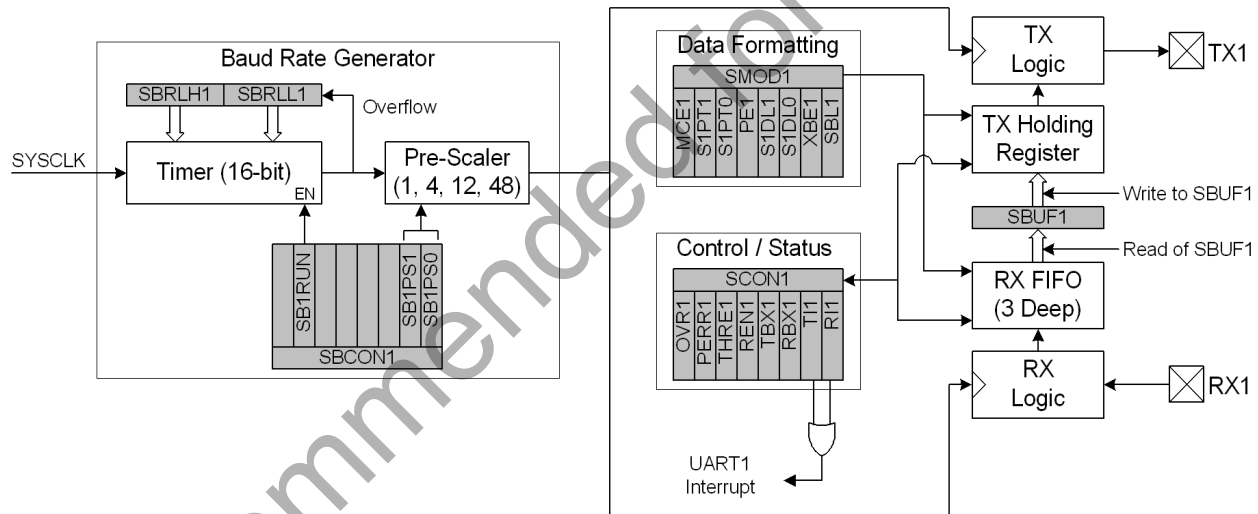 Baud Rate Generator
SBRLH1 SBRLL1
Overflow
SYSCLK
Timer (16-bit)
EN
Pre-Scaler
(1, 4, 12, 48)
SB1RUN
SB1PS1
SB1PS0
SBCON1
Data Formatting
SMOD1
MCE1
S1PT1
S1PT0
PE1
S1DL1
S1DL0
XBE1
SBL1
Control / Status
SCON1
OVR1
PERR1
THRE1
REN1
TBX1
RBX1
TI1
RI1
UART1
Interrupt
TX
Logic
TX1
TX Holding
Register
Write to SBUF1
SBUF1
Read of SBUF1
RX FIFO
(3 Deep)
RX
Logic
RX1
ommended for